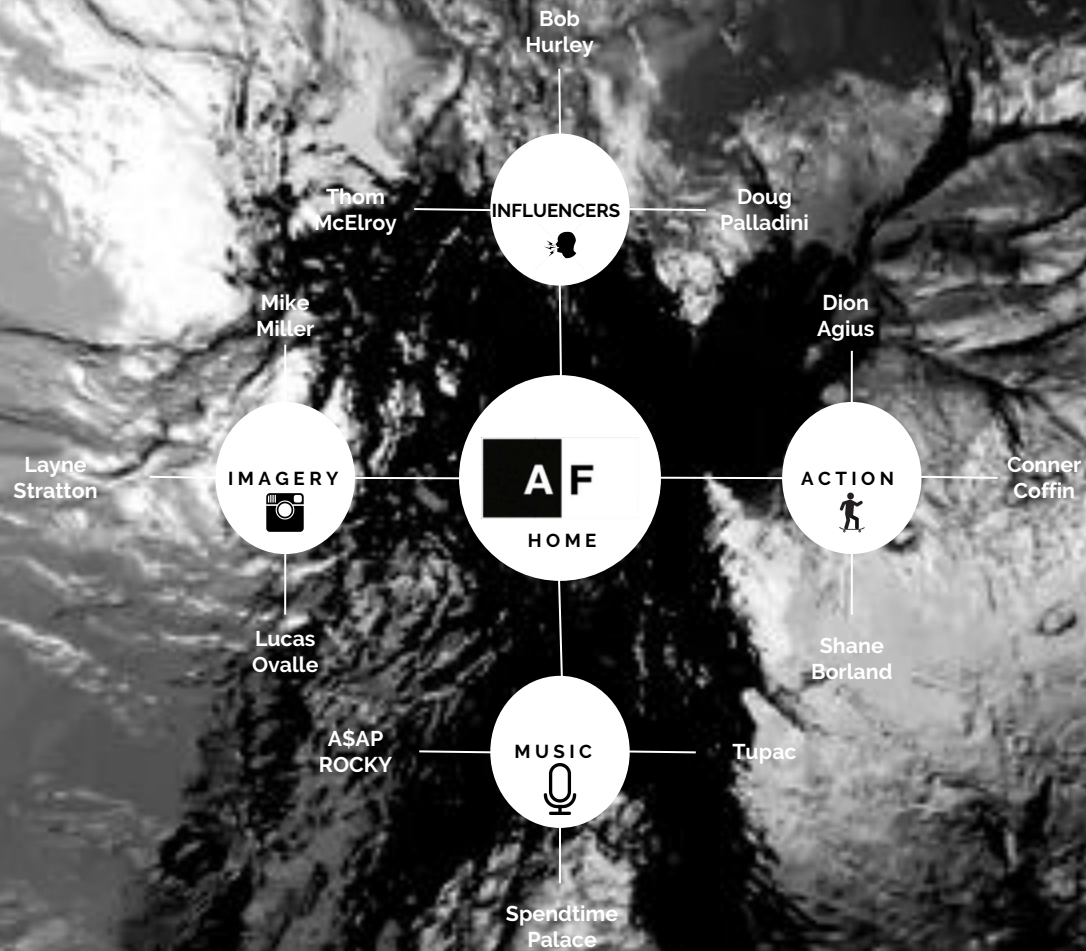 Bob
Hurley
Thom
McElroy
INFLUENCERS
Doug
Palladini
Mike
Miller
Dion
Agius
Layne
Stratton
IMAGERY
A F
HOME
ACTION
Conner
Coffin
Lucas
Ovalle
Shane
Borland
A$AP
ROCKY
MUSIC
Tupac
Spendtime
Palace